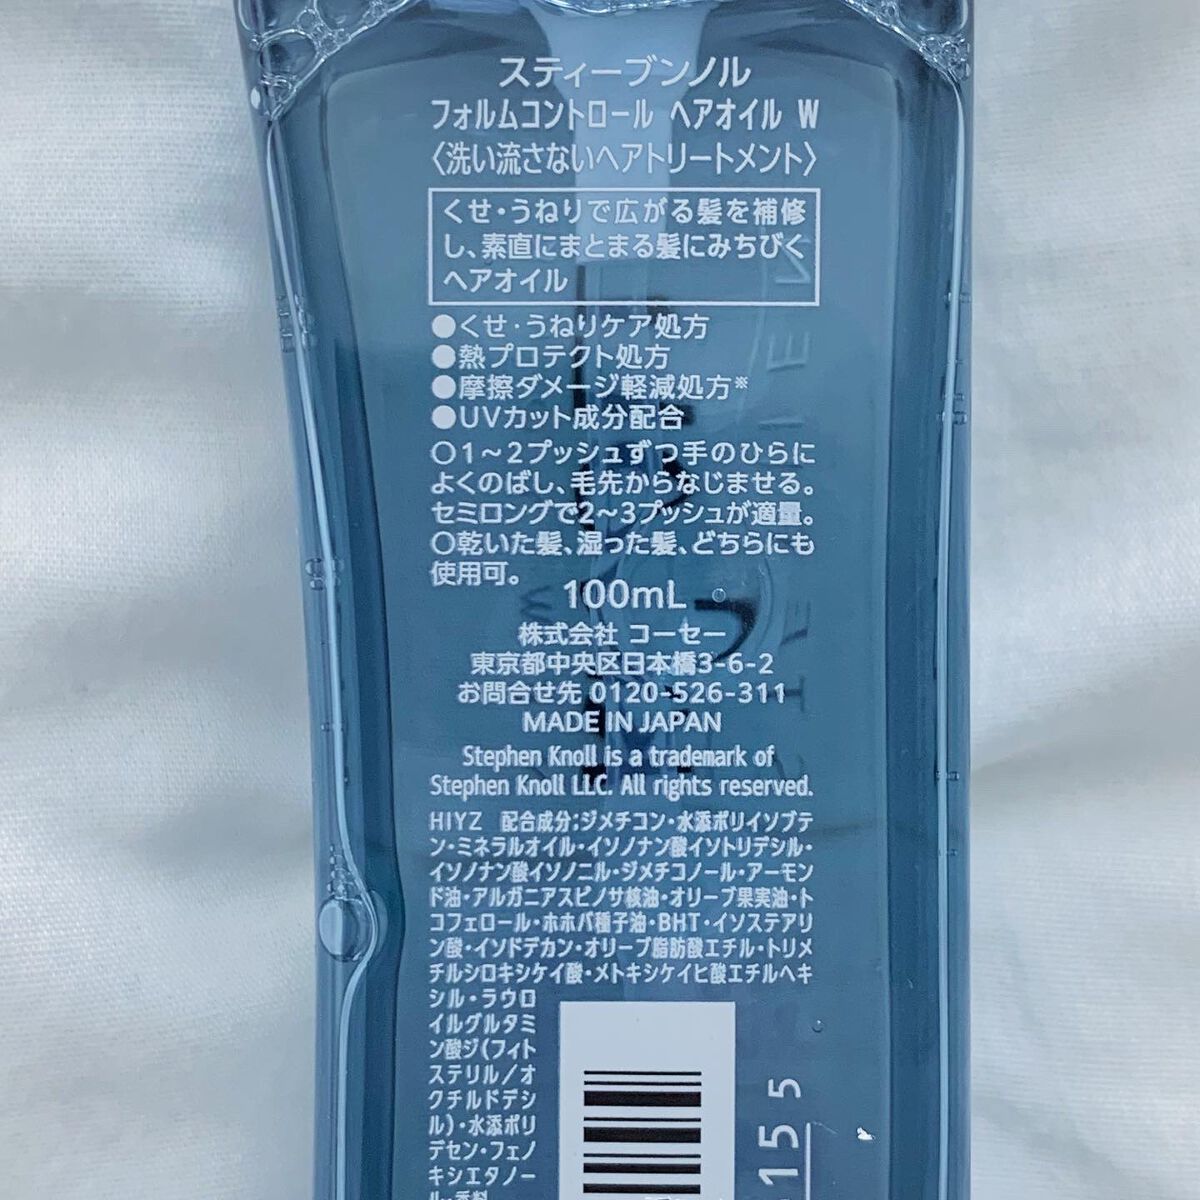 スティーブンノル
フォルムコントロール ヘアオイル W
〈洗い流さないヘアトリートメント〉
くせ・うねりで広がる髪を補修
し、素直にまとまる髪にみちびく
ヘアオイル
●くせ・うねりケア処方
●熱プロテクト処方
●摩擦ダメージ軽減処方※
●UVカット成分配合
○1～2プッシュずつ手のひらに
よくのばし、毛先からなじませる。
セミロングで2～3プッシュが適量。
○乾いた髪、湿った髪、どちらにも
使用可。
100mL
株式会社 コーセー
東京都中央区日本橋3-6-2
お問合せ先 0120-526-311
MADE IN JAPAN
Stephen Knoll is a trademark of
Stephen Knoll LLC. All rights reserved.
HIYZ 配合成分:ジメチコン・水添ポリイソブテ
ン・ミネラルオイル・イソノナン酸イソトリデシル・
イソノナン酸イソノニル・ジメチコノール・アーモン
ド油・アルガニアスピノサ核油・オリーブ果実油・ト
コフェロール・ホホバ種子油・BHT・イソステアリ
ン酸・イソドデカン・オリーブ脂肪酸エチル・トリメ
チルシロキシケイ酸・メトキシケイヒ酸エチルヘキ
シル・ラウロ
イルグルタミ
ン酸ジ(フィト
ステリル/オ
クチルドデシ
ル)・水添ポリ
デセン・フェノ
キシエタノー
ル・香料
15 5